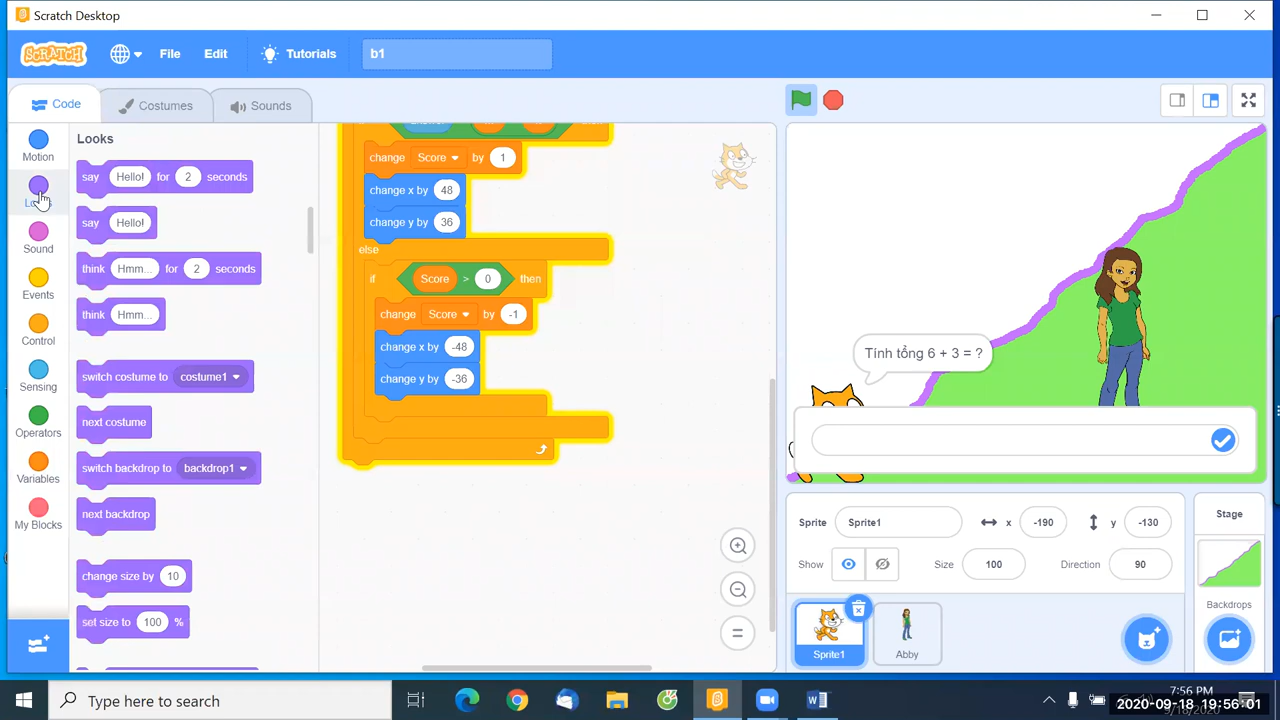 Scratch Desktop
SCRATCH
File
Edit
Tutorials
b1
Code
Costumes
Sounds
Motion
Looks
Sound
Events
Control
Sensing
Operators
Variables
My Blocks
Looks
say Hello! for 2 seconds
say Hello!
think Hmm... for 2 seconds
think Hmm...
switch costume to costume1
next costume
switch backdrop to backdrop1
next backdrop
change size by 10
set size to 100 %
change Score by 1
change x by 48
change y by 36
else
if Score > 0 then
change Score by -1
change x by -48
change y by -36
Tính tổng 6 + 3 = ?
Sprite Sprite1 x -190 y -130
Show Size 100 Direction 90
Sprite1
Abby
Stage
Backdrops
Type here to search
7:56 PM
2020-09-18 19:56:01